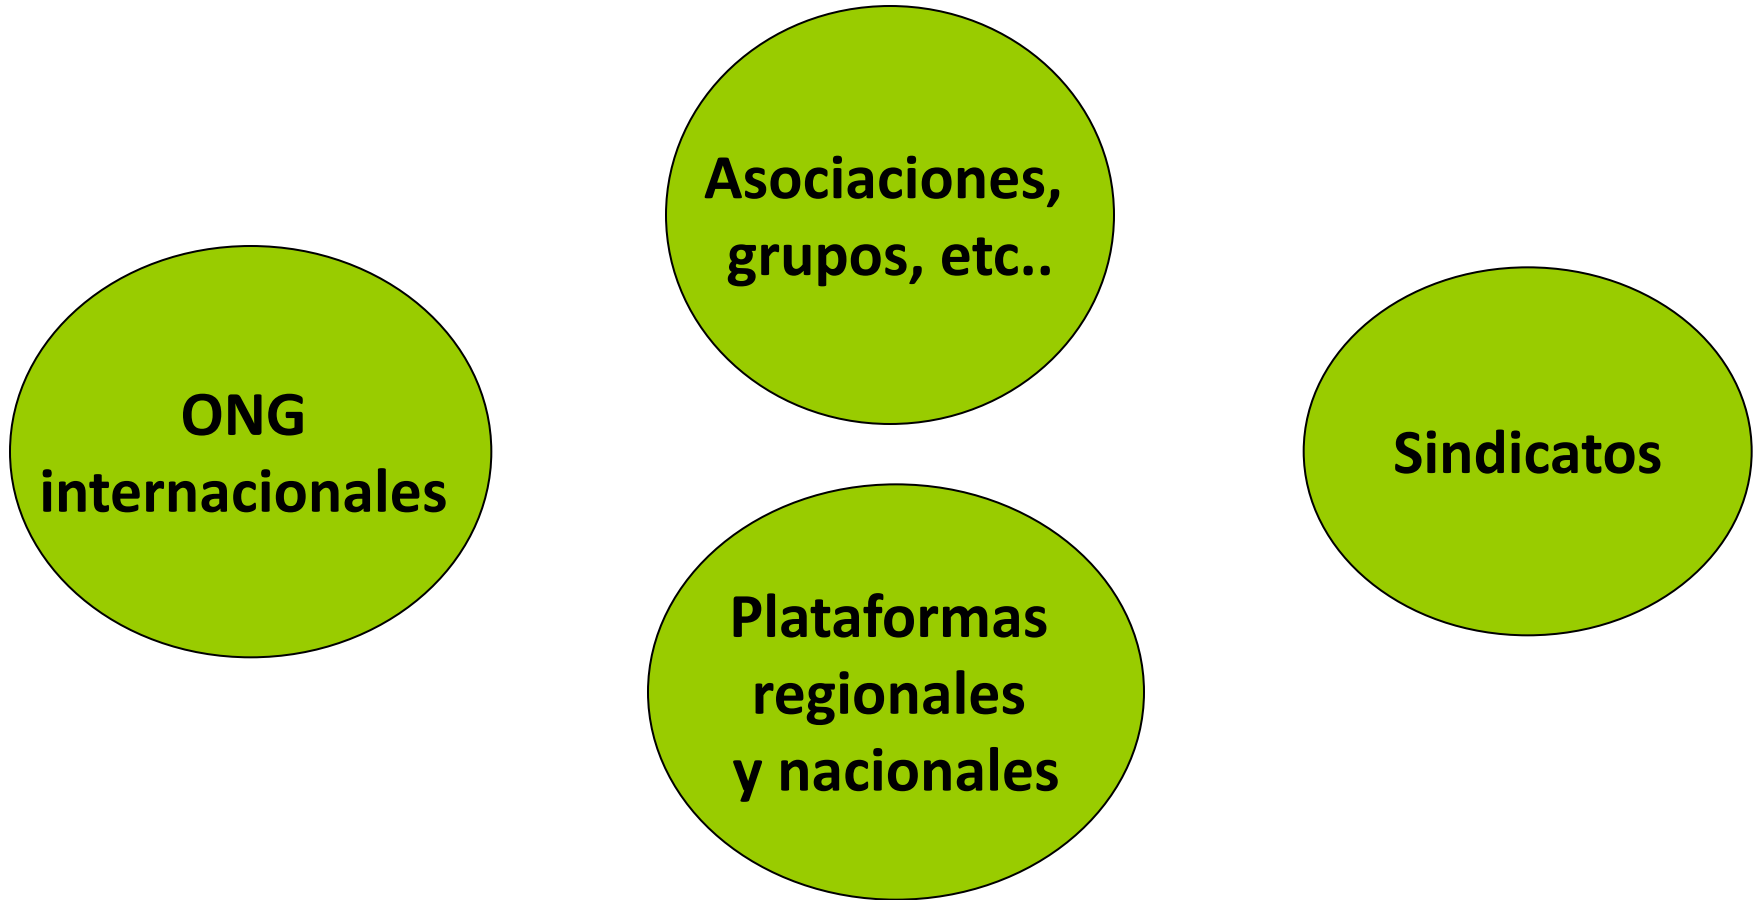 Asociaciones,
grupos, etc..
ONG
internacionales
Sindicatos
Plataformas
regionales
y nacionales